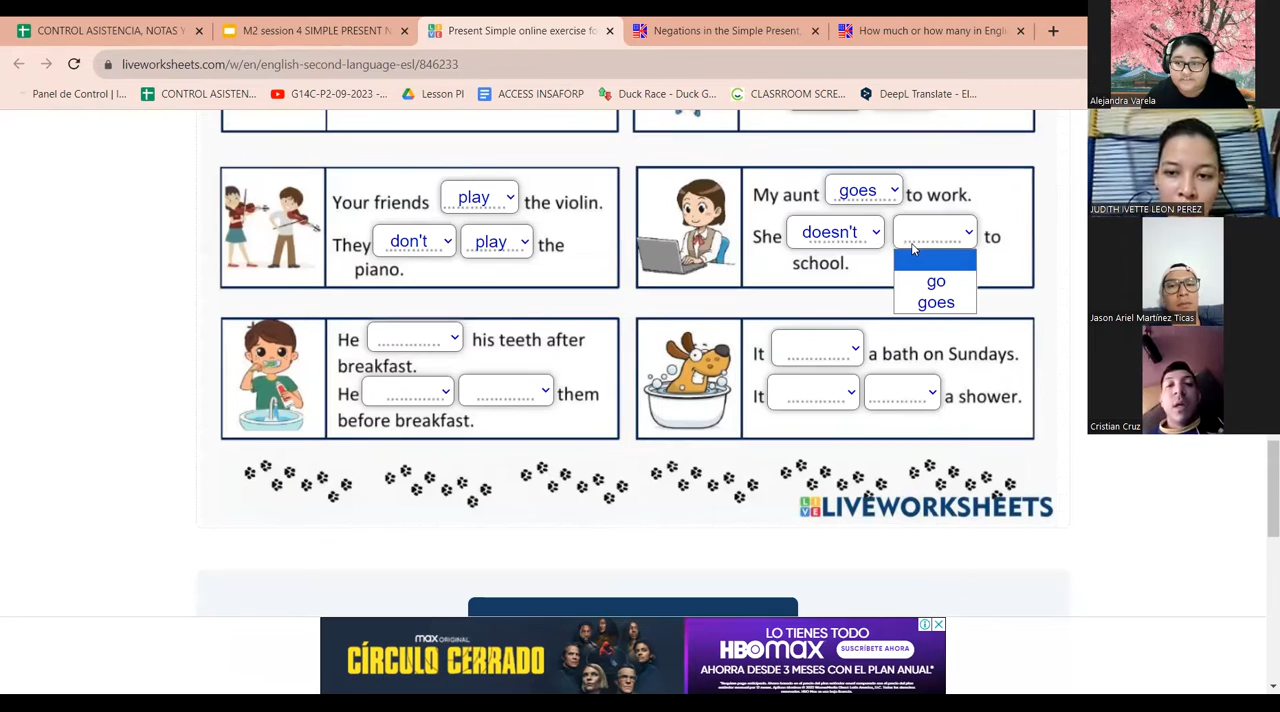 CONTROL ASISTENCIA, NOTAS Y
M2 session 4 SIMPLE PRESENT N
Present Simple online exercise fo
Negations in the Simple Present,
How much or how many in Engl
liveworksheets.com/w/en/english-second-language-esl/846233
Panel de Control | I...
CONTROL ASISTEN...
G14C-P2-09-2023 -...
Lesson PI
ACCESS INSAFORP
Duck Race - Duck G...
CLASRROOM SCRE...
DeepL Translate - El...
Alejandra Varela
JUDITH IVETTE LEON PEREZ
Jason Ariel Martínez Ticas
Cristian Cruz
Your friends play the violin.
They don't play the
piano.
My aunt goes to work.
She doesn't to
school.
go
goes
He his teeth after
breakfast.
He them
before breakfast.
It a bath on Sundays.
It a shower.
LIVEWORKSHEETS
max ORIGINAL
CÍRCULO CERRADO
LO TIENES TODO
HBOMAX SUSCRÍBETE AHORA
AHORRA DESDE 3 MESES CON EL PLAN ANUAL*